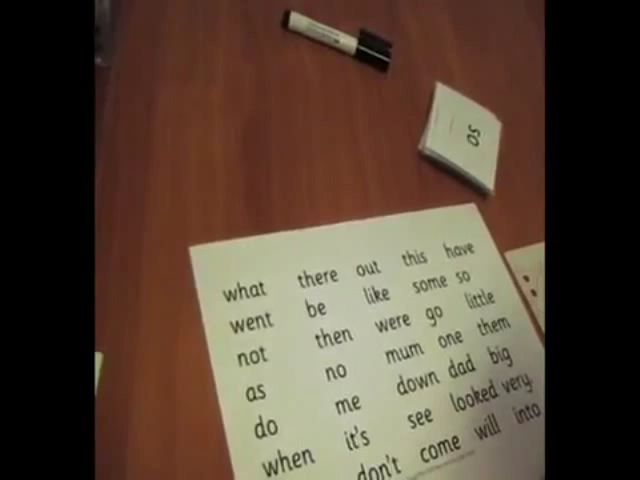 so
what there out this have
went be like some so
not then were go little
as no mum one them
do me down dad big
when it's see looked very
don't come will into